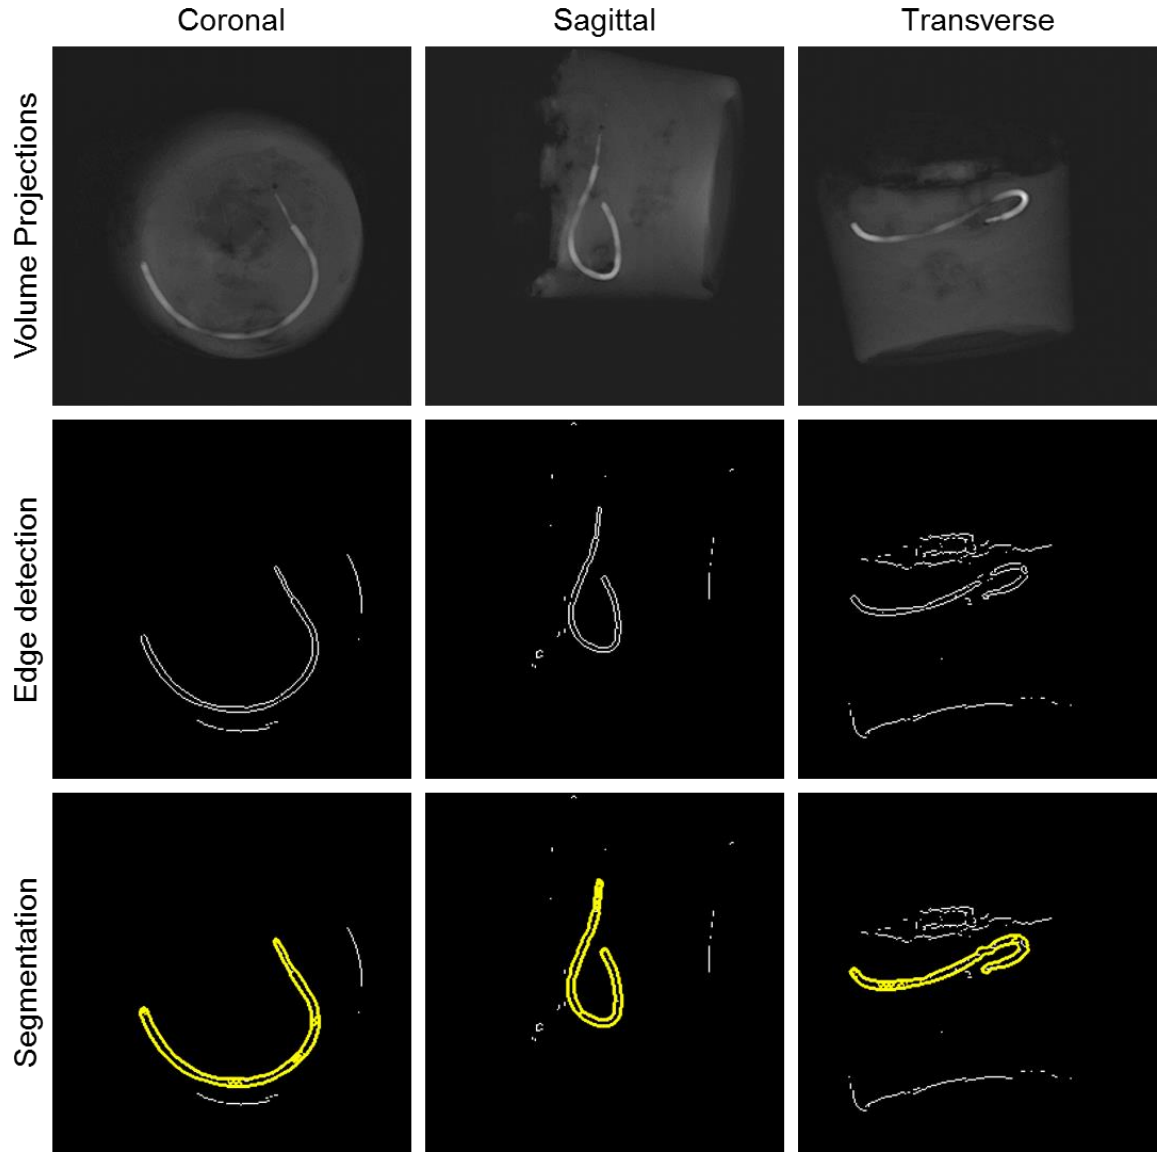 Coronal
Sagittal
Transverse
Volume Projections
Edge detection
Segmentation